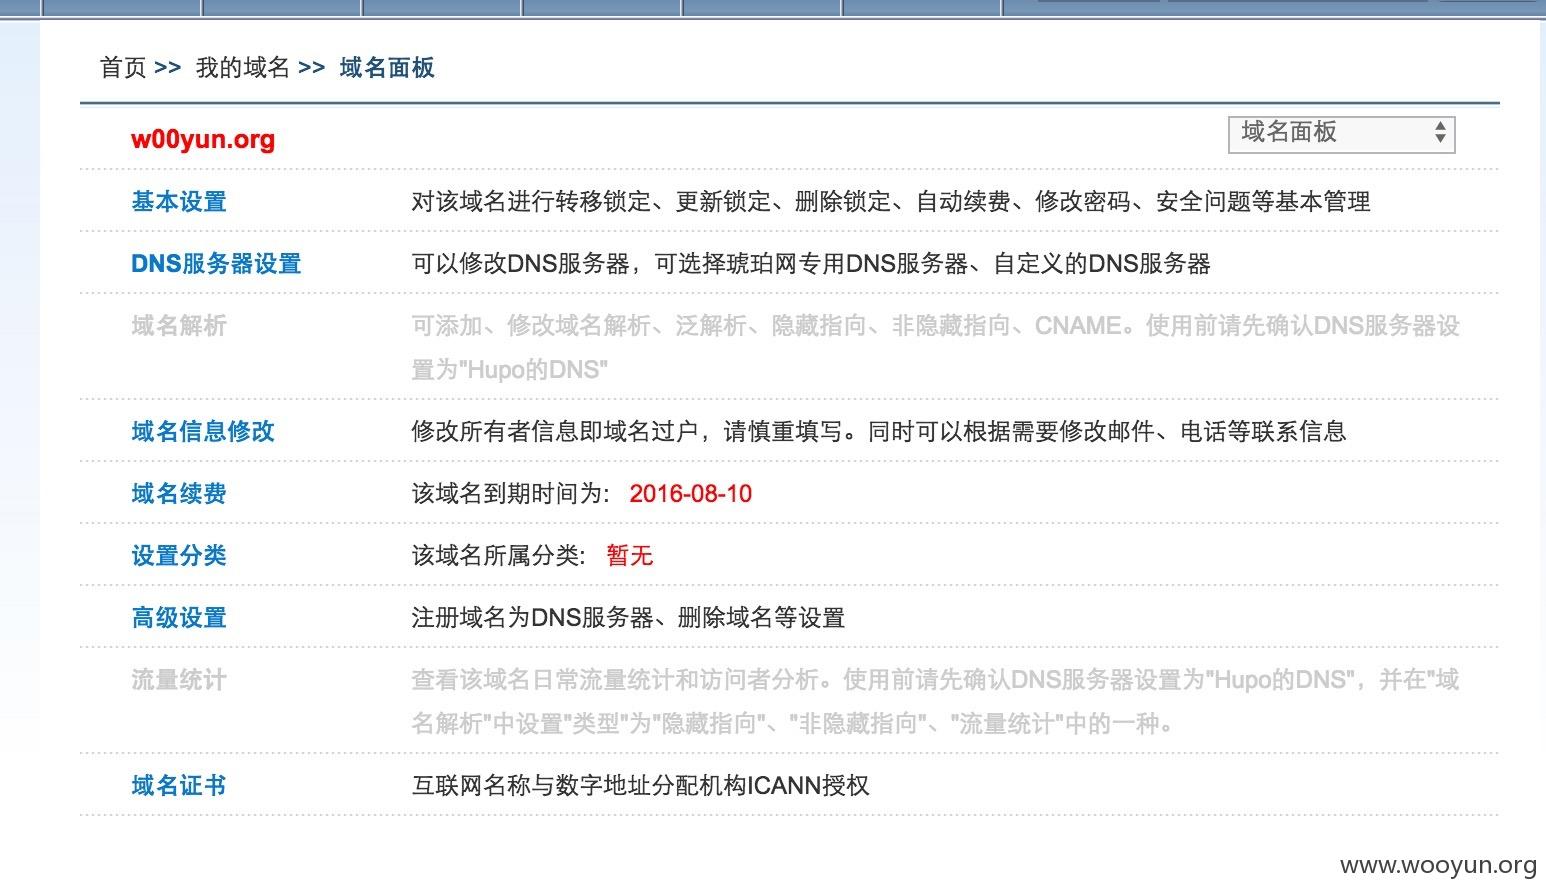 首页 >> 我的域名 >> 域名面板
w00yun.org 域名面板
基本设置 对该域名进行转移锁定、更新锁定、删除锁定、自动续费、修改密码、安全问题等基本管理
DNS服务器设置 可以修改DNS服务器，可选择琥珀网专用DNS服务器、自定义的DNS服务器
域名解析 可添加、修改域名解析、泛解析、隐藏指向、非隐藏指向、CNAME。使用前请先确认DNS服务器设
置为"Hupo的DNS"
域名信息修改 修改所有者信息即域名过户，请慎重填写。同时可以根据需要修改邮件、电话等联系信息
域名续费 该域名到期时间为: 2016-08-10
设置分类 该域名所属分类: 暂无
高级设置 注册域名为DNS服务器、删除域名等设置
流量统计 查看该域名日常流量统计和访问者分析。使用前请先确认DNS服务器设置为"Hupo的DNS"，并在"域
名解析"中设置"类型"为"隐藏指向"、"非隐藏指向"、"流量统计"中的一种。
域名证书 互联网名称与数字地址分配机构ICANN授权
www.wooyun.org